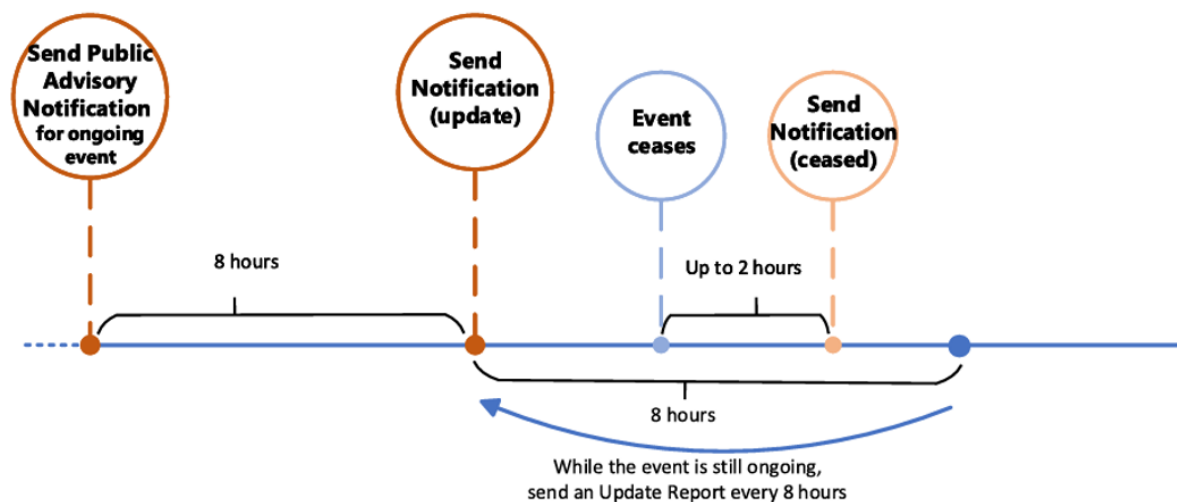 Send Public
Advisory
Notification
for ongoing
event
Send
Notification
(update)
Event
ceases
Send
Notification
(ceased)
8 hours
Up to 2 hours
8 hours
While the event is still ongoing,
send an Update Report every 8 hours